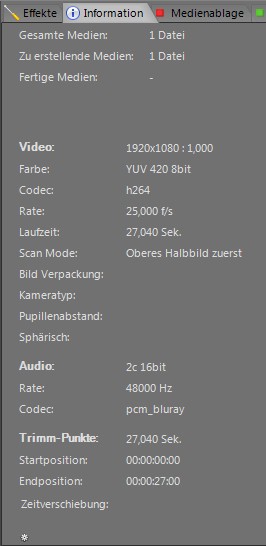 Effekte Information Medienablage
Gesamte Medien: 1 Datei
Zu erstellende Medien: 1 Datei
Fertige Medien: -
Video: 1920x1080 : 1,000
Farbe: YUV 420 8bit
Codec: h264
Rate: 25,000 f/s
Laufzeit: 27,040 Sek.
Scan Mode: Oberes Halbbild zuerst
Bild Verpackung:
Kameratyp:
Pupillenabstand:
Sphärisch:
Audio: 2c 16bit
Rate: 48000 Hz
Codec: pcm_bluray
Trimm-Punkte: 27,040 Sek.
Startposition: 00:00:00:00
Endposition: 00:00:27:00
Zeitverschiebung: